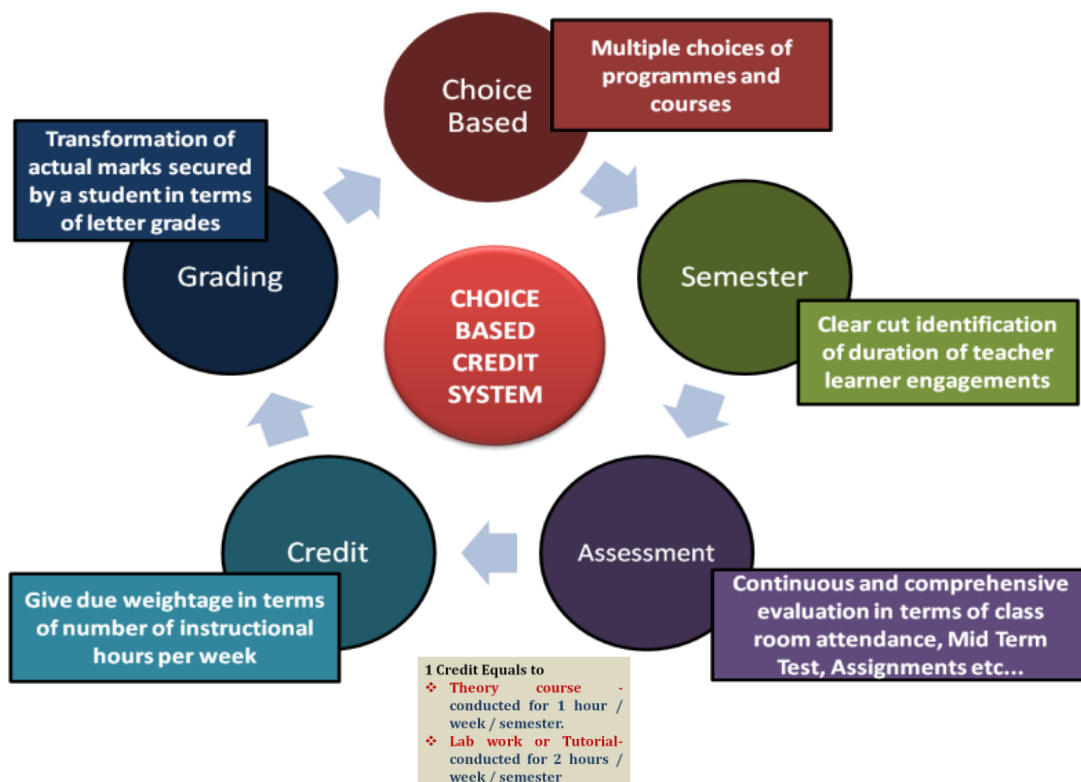 Choice
Based
Multiple choices of
programmes and
courses
Transformation of
actual marks secured
by a student in terms
of letter grades
Grading
Semester
Clear cut identification
of duration of teacher
learner engagements
CHOICE
BASED
CREDIT
SYSTEM
Credit
Give due weightage in terms
of number of instructional
hours per week
Assessment
Continuous and comprehensive
evaluation in terms of class
room attendance, Mid Term
Test, Assignments etc...
1 Credit Equals to
❖ Theory course -
conducted for 1 hour /
week / semester.
❖ Lab work or Tutorial-
conducted for 2 hours /
week / semester